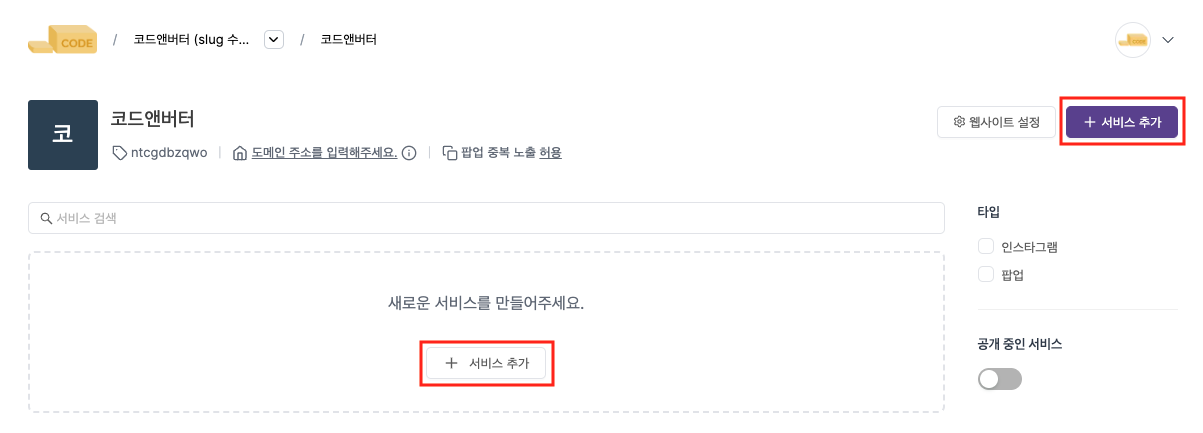 CODE / 코드앤버터 (slug 수... / 코드앤버터
코
코드앤버터
웹사이트 설정
+ 서비스 추가
ntcgdbzqwo | 도메인 주소를 입력해주세요. | 팝업 중복 노출 허용
서비스 검색
타입
인스타그램
팝업
새로운 서비스를 만들어주세요.
+ 서비스 추가
공개 중인 서비스